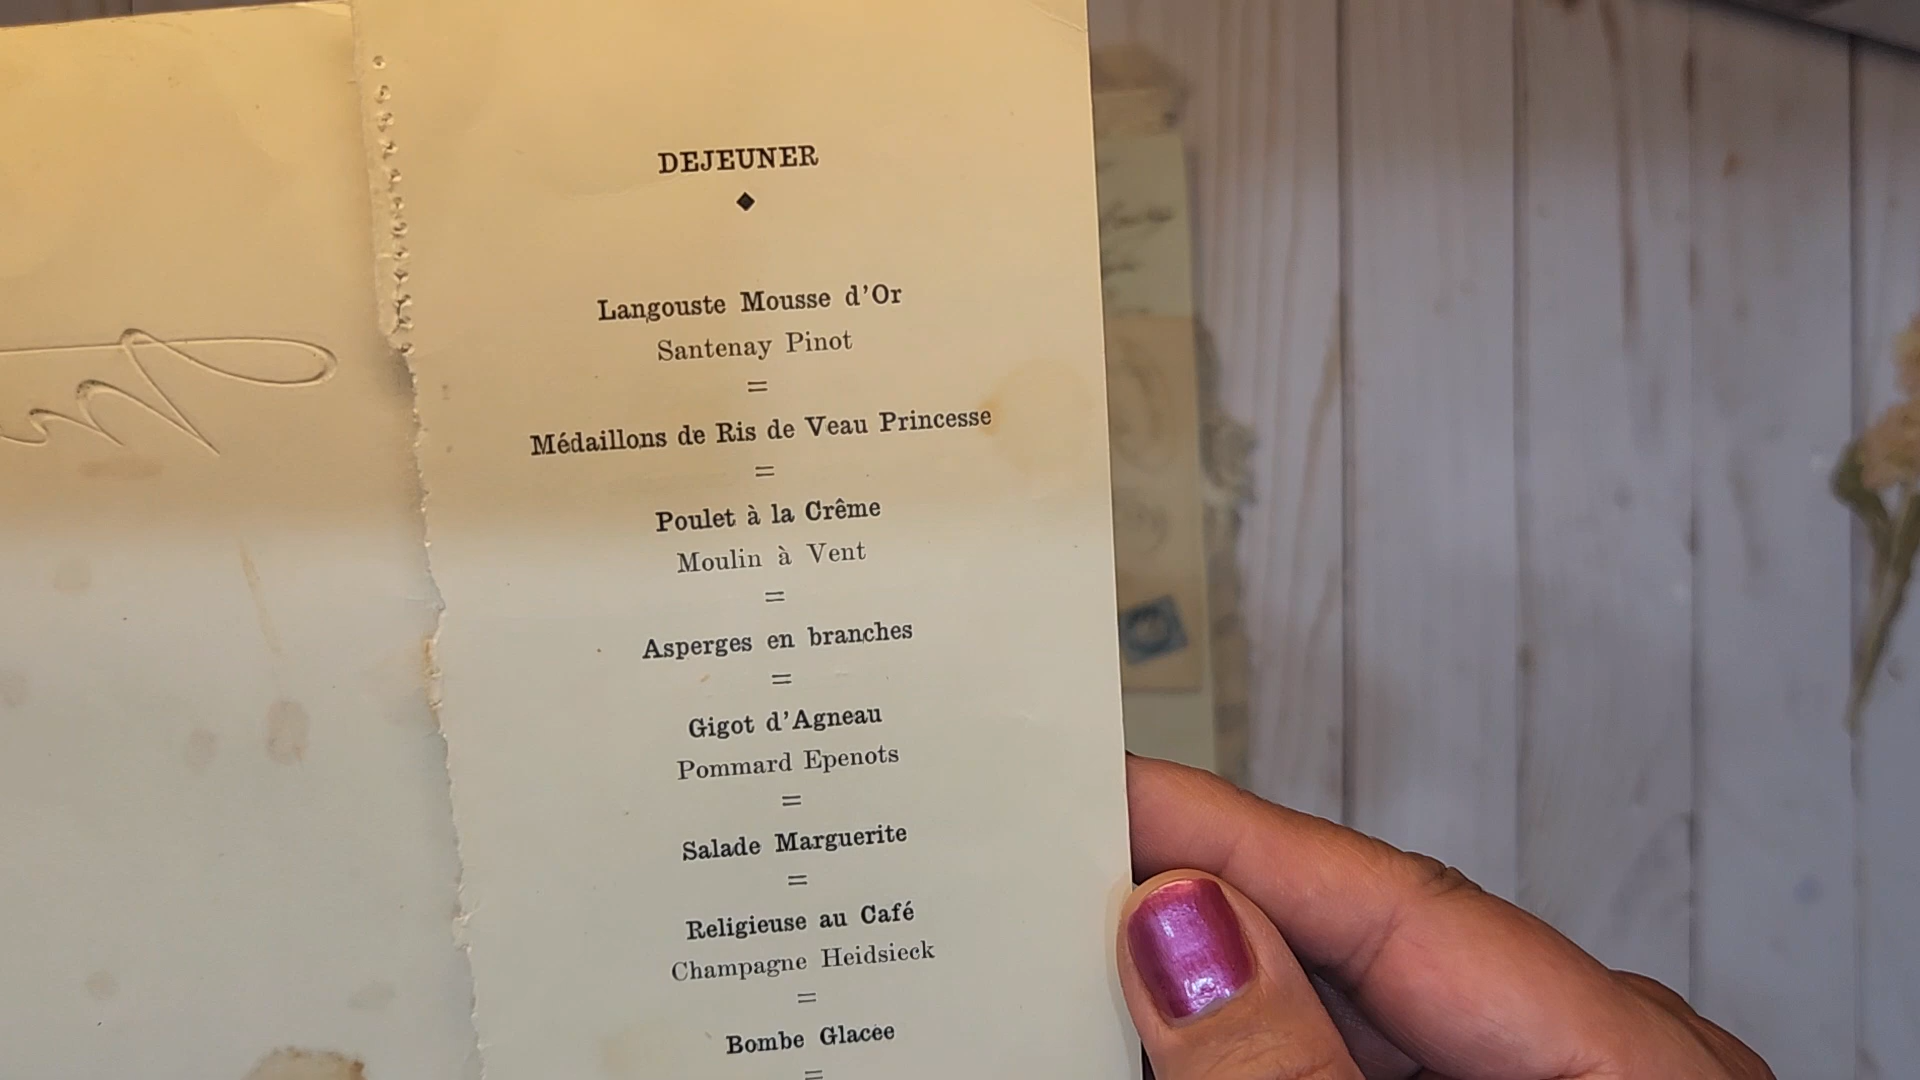 DEJEUNER
Langouste Mousse d'Or
Santenay Pinot
=
Médaillons de Ris de Veau Princesse
=
Poulet à la Crême
Moulin à Vent
=
Asperges en branches
=
Gigot d'Agneau
Pommard Epenots
=
Salade Marguerite
=
Religieuse au Café
Champagne Heidsieck
=
Bombe Glacée
=